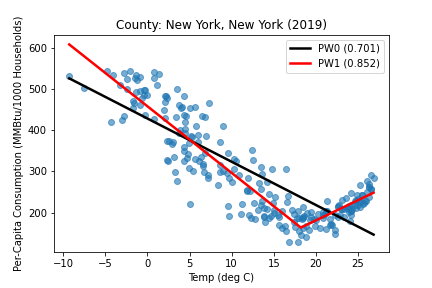 County: New York, New York (2019)
Per-Capita Consumption (MMBtu/1000 Households)
600
500
400
300
200
PW0 (0.701)
PW1 (0.852)
−10
−5
0
5
10
15
20
25
Temp (deg C)